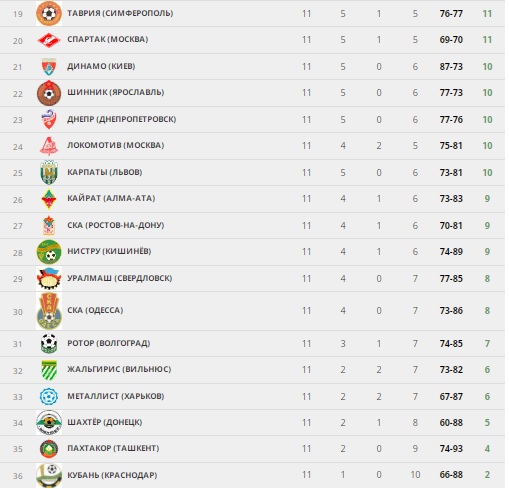 19 ТАВРИЯ (СИМФЕРОПОЛЬ) 11 5 1 5 76-77 11
20 СПАРТАК (МОСКВА) 11 5 1 5 69-70 11
21 ДИНАМО (КИЕВ) 11 5 0 6 87-73 10
22 ШИННИК (ЯРОСЛАВЛЬ) 11 5 0 6 77-73 10
23 ДНЕПР (ДНЕПРОПЕТРОВСК) 11 5 0 6 77-76 10
24 ЛОКОМОТИВ (МОСКВА) 11 4 2 5 75-81 10
25 КАРПАТЫ (ЛЬВОВ) 11 5 0 6 73-81 10
26 КАЙРАТ (АЛМА-АТА) 11 4 1 6 73-83 9
27 СКА (РОСТОВ-НА-ДОНУ) 11 4 1 6 70-81 9
28 НИСТРУ (КИШИНЁВ) 11 4 1 6 74-89 9
29 УРАЛМАШ (СВЕРДЛОВСК) 11 4 0 7 77-85 8
30 СКА (ОДЕССА) 11 4 0 7 73-86 8
31 РОТОР (ВОЛГОГРАД) 11 3 1 7 74-85 7
32 ЖАЛЬГИРИС (ВИЛЬНЮС) 11 2 2 7 73-82 6
33 МЕТАЛЛИСТ (ХАРЬКОВ) 11 2 2 7 67-87 6
34 ШАХТЁР (ДОНЕЦК) 11 2 1 8 60-88 5
35 ПАХТАКОР (ТАШКЕНТ) 11 2 0 9 74-93 4
36 КУБАНЬ (КРАСНОДАР) 11 1 0 10 66-88 2